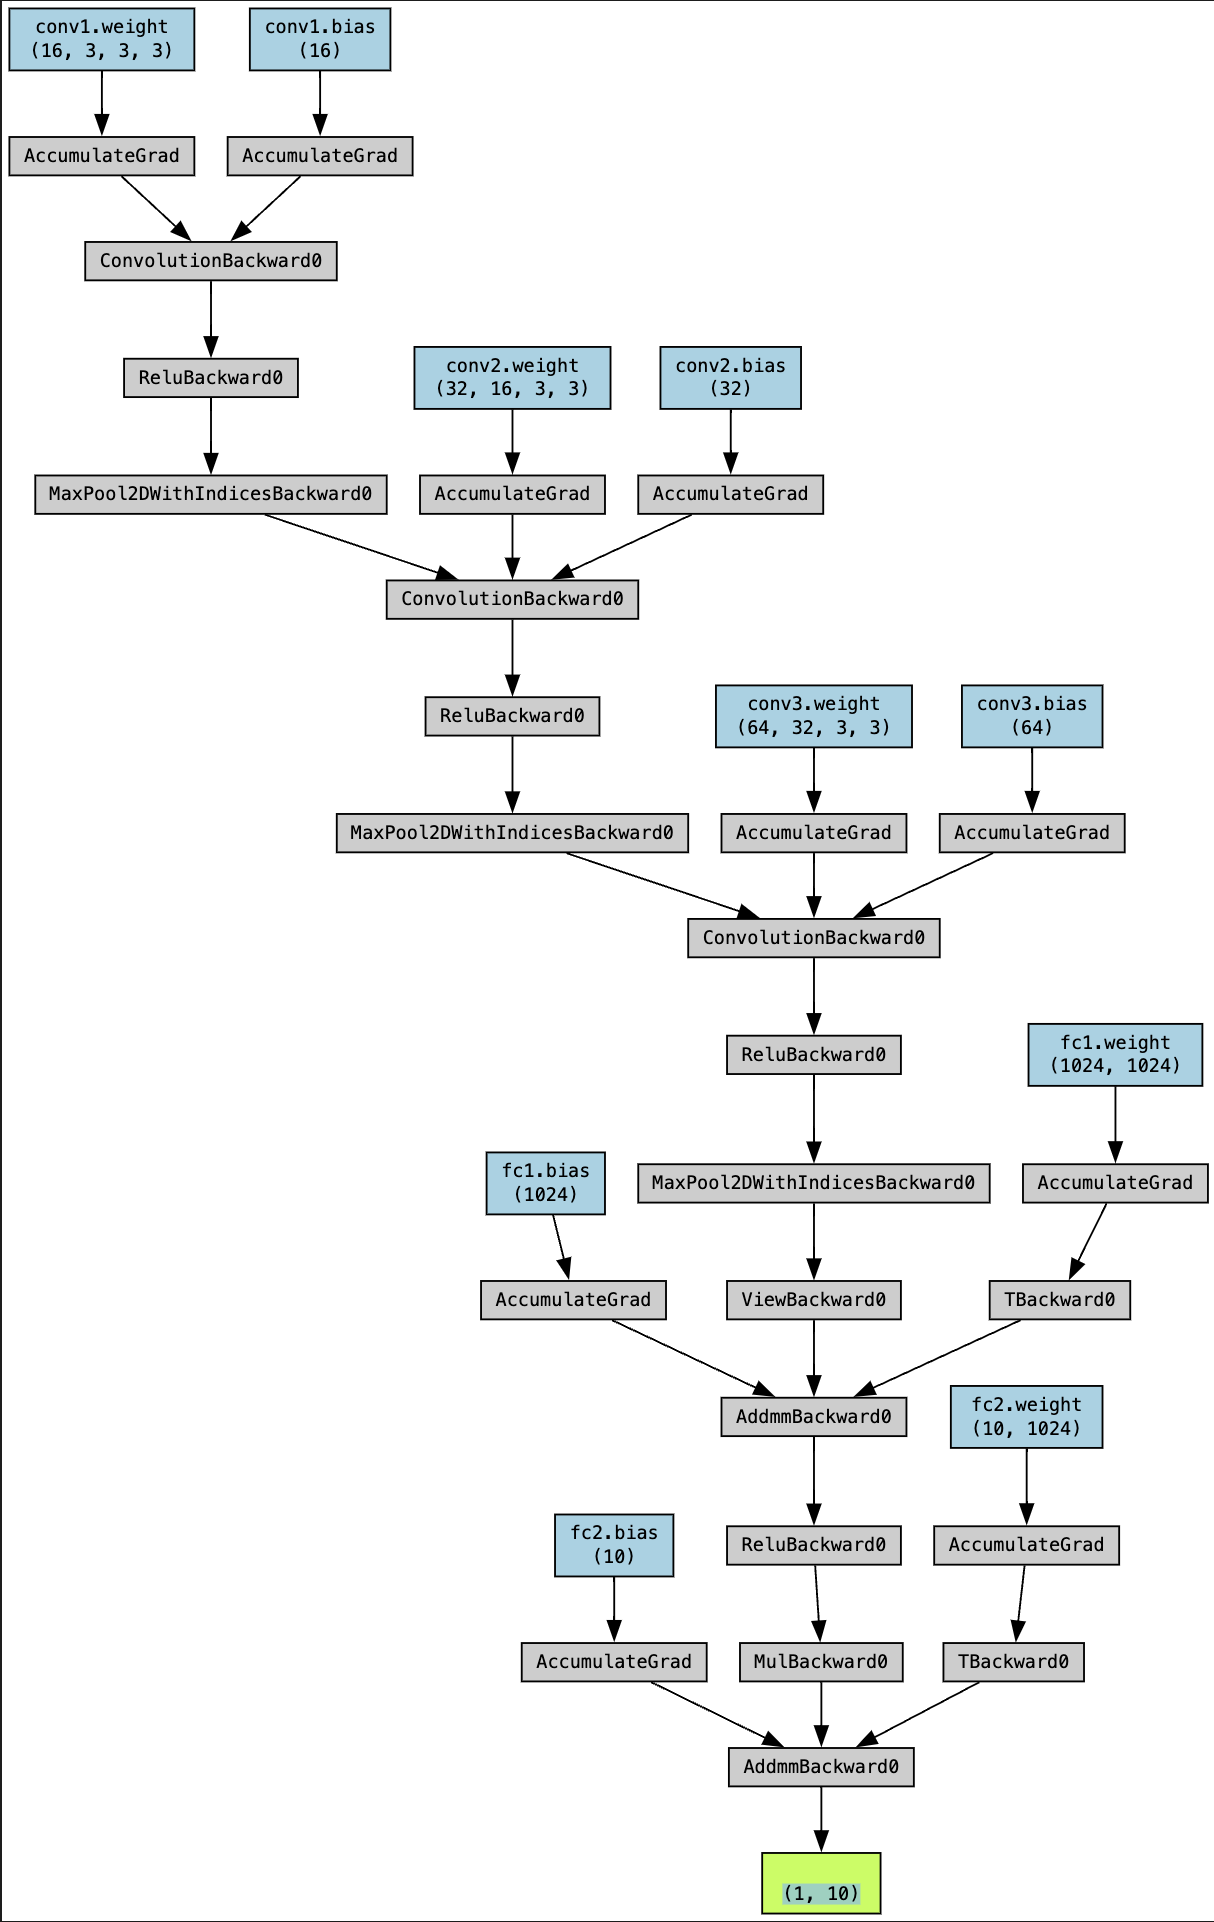 conv1.weight
(16, 3, 3, 3)
conv1.bias
(16)
AccumulateGrad
AccumulateGrad
ConvolutionBackward0
ReluBackward0
conv2.weight
(32, 16, 3, 3)
conv2.bias
(32)
MaxPool2DWithIndicesBackward0
AccumulateGrad
AccumulateGrad
ConvolutionBackward0
ReluBackward0
conv3.weight
(64, 32, 3, 3)
conv3.bias
(64)
MaxPool2DWithIndicesBackward0
AccumulateGrad
AccumulateGrad
ConvolutionBackward0
ReluBackward0
fc1.weight
(1024, 1024)
fc1.bias
(1024)
MaxPool2DWithIndicesBackward0
AccumulateGrad
AccumulateGrad
ViewBackward0
TBackward0
AddmmBackward0
fc2.weight
(10, 1024)
fc2.bias
(10)
ReluBackward0
AccumulateGrad
AccumulateGrad
MulBackward0
TBackward0
AddmmBackward0
(1, 10)